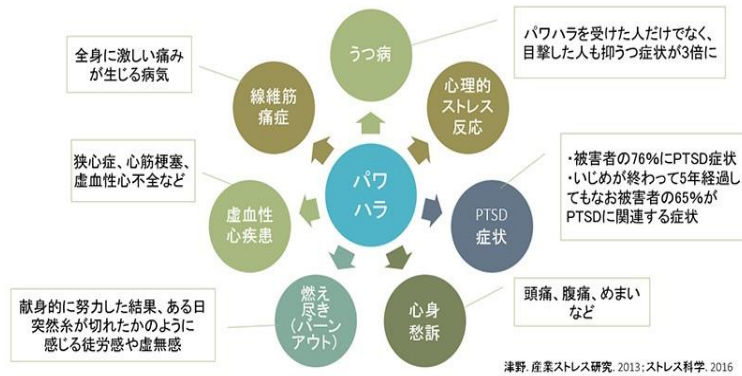 パワハラを受けた人だけでなく、
目撃した人も抑うつ症状が3倍に
うつ病
全身に激しい痛み
が生じる病気
線維筋
痛症
心理的
ストレス
反応
狭心症、心筋梗塞、
虚血性心不全など
パワ
ハラ
・被害者の76%にPTSD症状
・いじめが終わって5年経過し
てもなお被害者の65%が
PTSDに関連する症状
虚血性
心疾患
PTSD
症状
献身的に努力した結果、ある日
突然糸が切れたかのように
感じる徒労感や虚無感
燃え
尽き
(バーン
アウト)
心身
愁訴
頭痛、腹痛、めまい
など
津野. 産業ストレス研究. 2013;ストレス科学. 2016